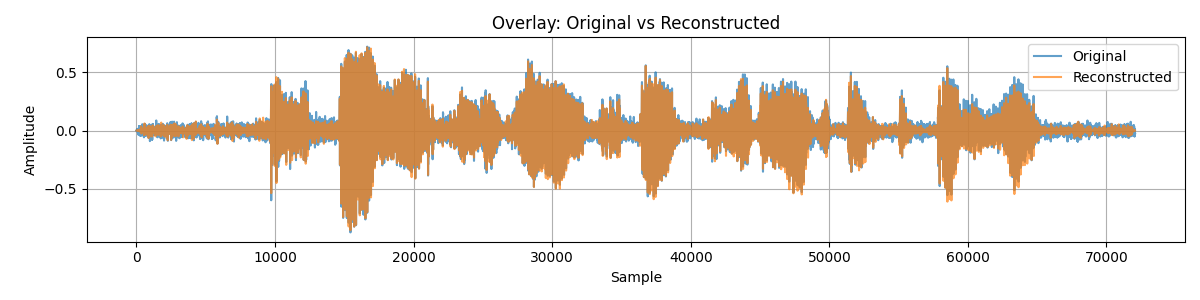 Overlay: Original vs Reconstructed
Original
Reconstructed
Amplitude
0.5
0.0
−0.5
0 10000 20000 30000 40000 50000 60000 70000
Sample